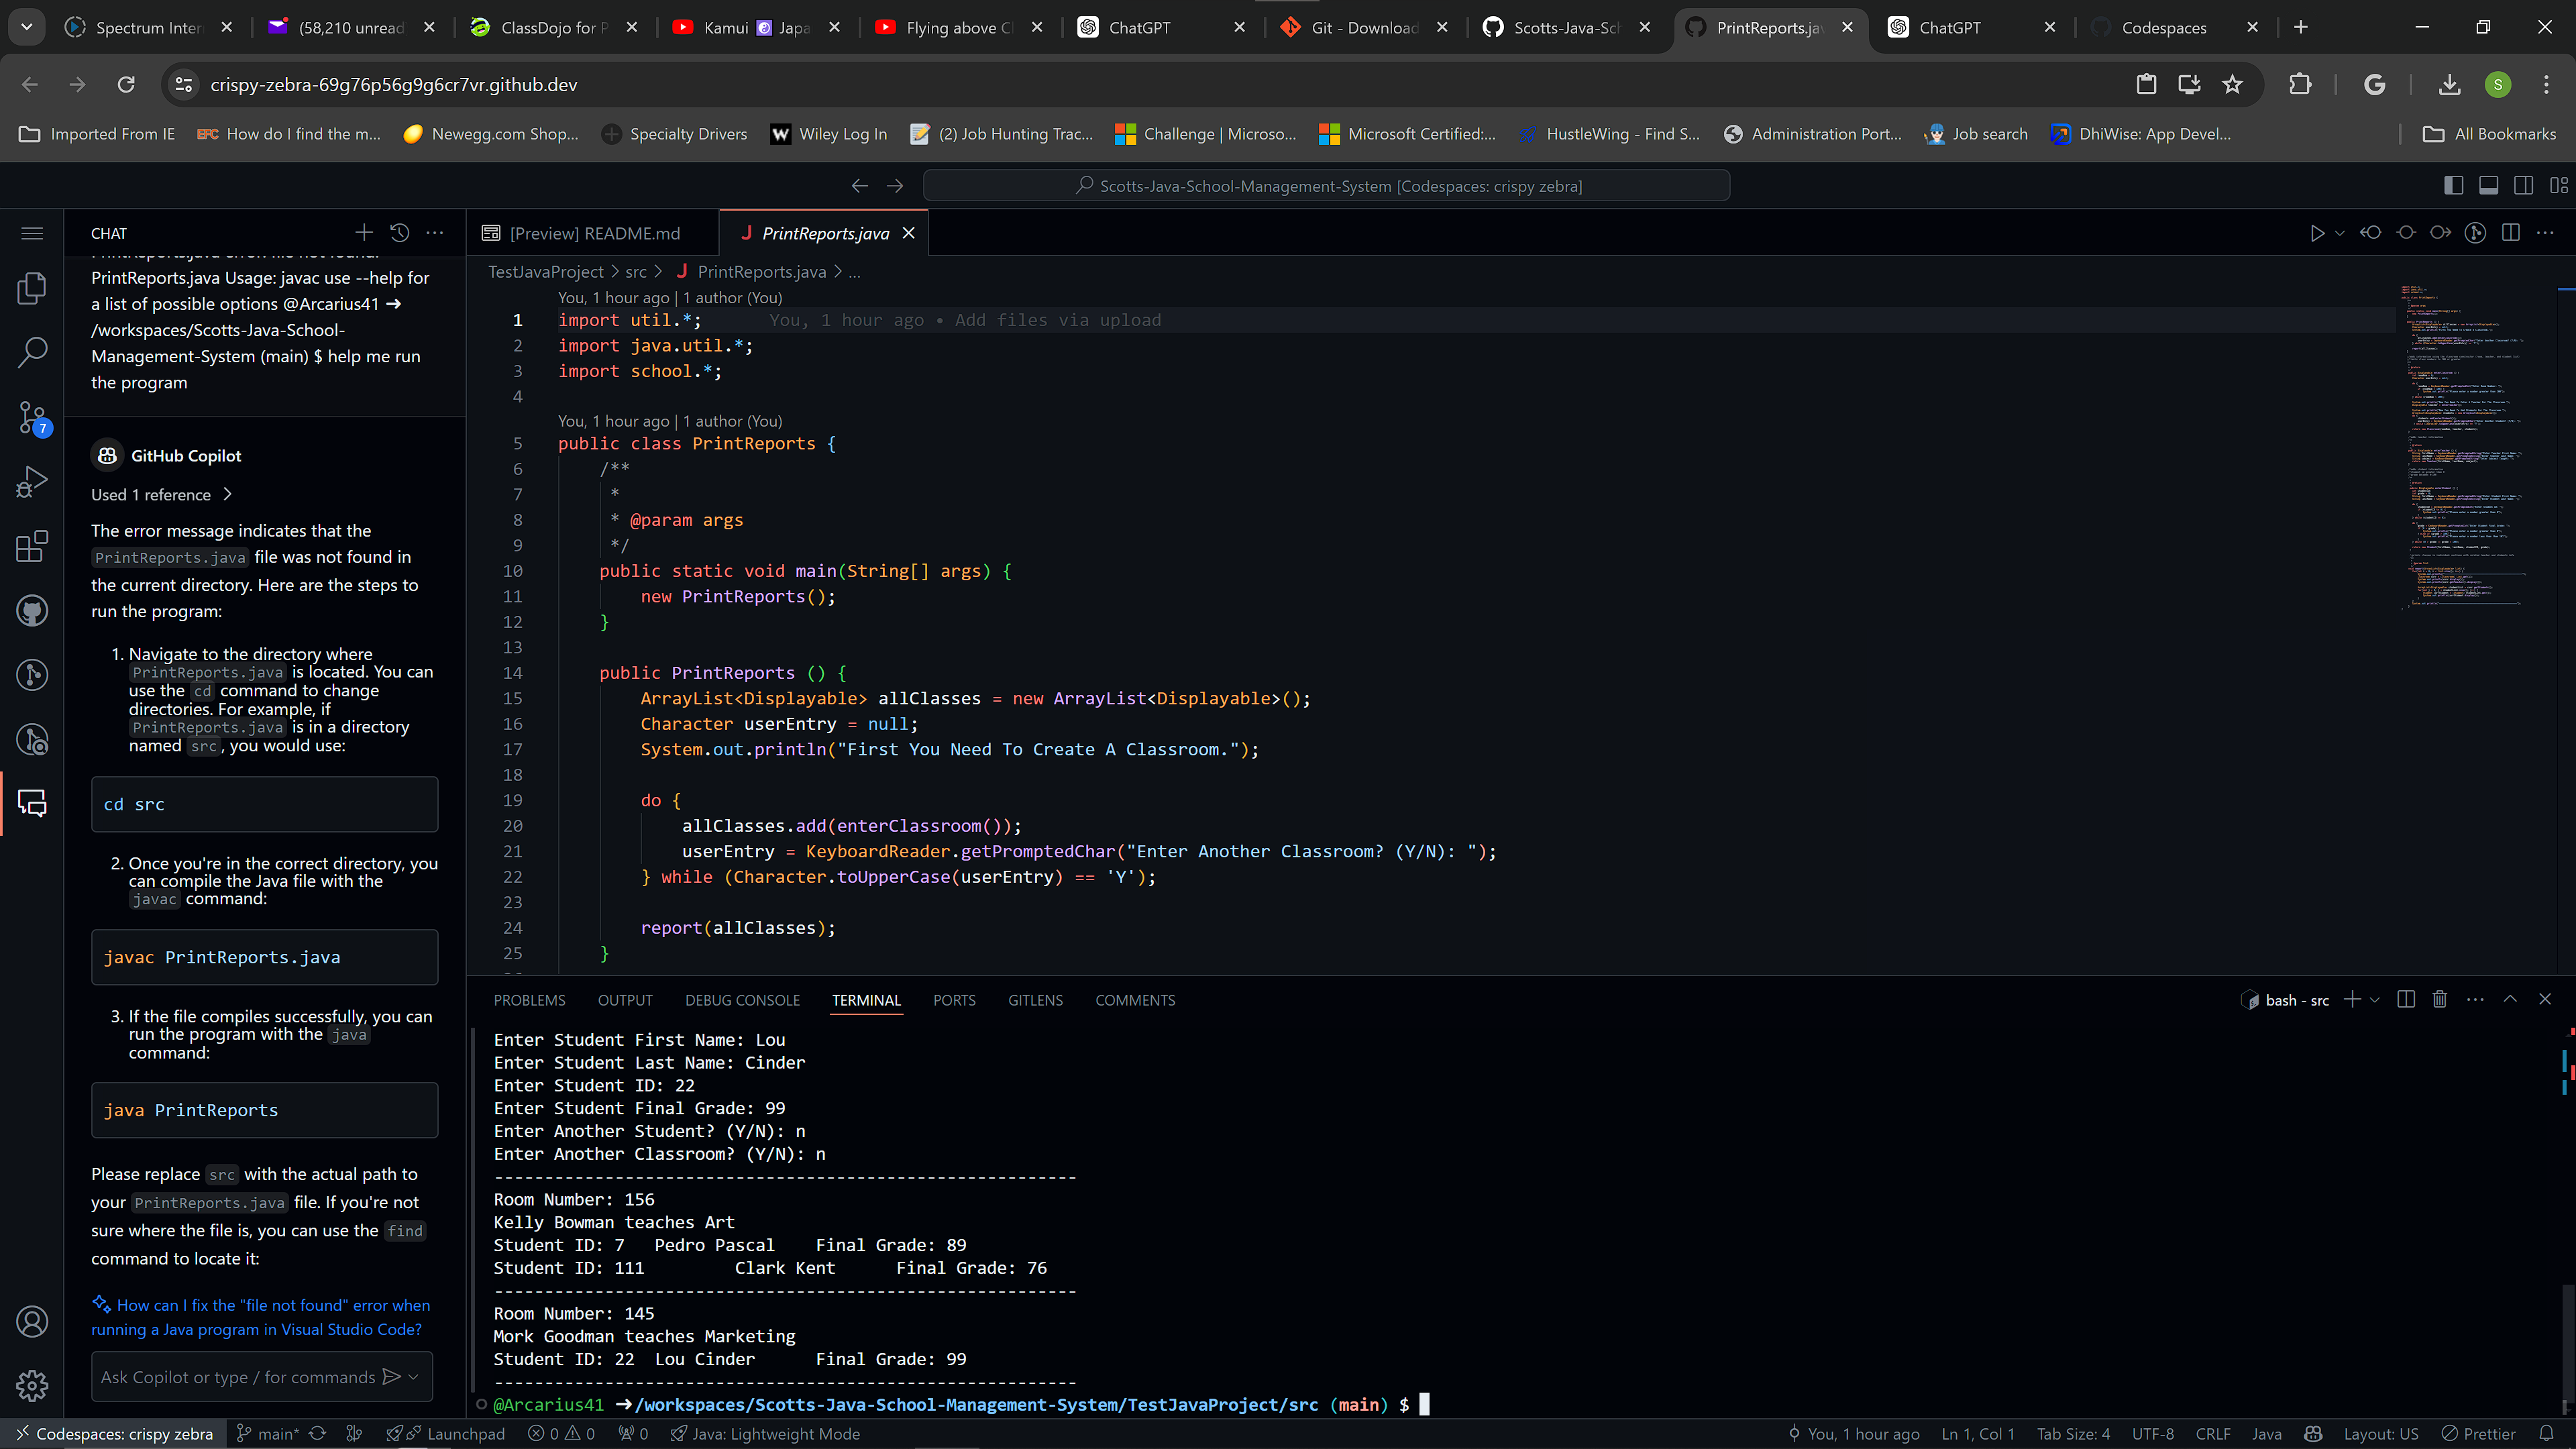 Spectrum Inter
(58,210 unread
ClassDojo for P
Kamui Japa
Flying above Cl
ChatGPT
Git - Download
Scotts-Java-Sch
PrintReports.jav
ChatGPT
Codespaces
crispy-zebra-69g76p56g9g6cr7vr.github.dev
S
Imported From IE
EFC How do I find the m...
Newegg.com Shop...
Specialty Drivers
W Wiley Log In
(2) Job Hunting Trac...
Challenge | Microso...
Microsoft Certified:...
HustleWing - Find S...
Administration Port...
Job search
DhiWise: App Devel...
All Bookmarks
Scotts-Java-School-Management-System [Codespaces: crispy zebra]
CHAT
PrintReports.java error file not found:
PrintReports.java Usage: javac use --help for
a list of possible options @Arcarius41 ➜
/workspaces/Scotts-Java-School-
Management-System (main) $ help me run
the program
7
GitHub Copilot
Used 1 reference >
The error message indicates that the
PrintReports.java file was not found in
the current directory. Here are the steps to
run the program:
1. Navigate to the directory where
PrintReports.java is located. You can
use the cd command to change
directories. For example, if
PrintReports.java is in a directory
named src, you would use:
cd src
2. Once you're in the correct directory, you
can compile the Java file with the
javac command:
javac PrintReports.java
3. If the file compiles successfully, you can
run the program with the java
command:
java PrintReports
Please replace src with the actual path to
your PrintReports.java file. If you're not
sure where the file is, you can use the find
command to locate it:
How can I fix the "file not found" error when
running a Java program in Visual Studio Code?
Ask Copilot or type / for commands
[Preview] README.md
J PrintReports.java
TestJavaProject > src > J PrintReports.java > ...
You, 1 hour ago | 1 author (You)
1 import util.*; You, 1 hour ago • Add files via upload
2 import java.util.*;
3 import school.*;
4
You, 1 hour ago | 1 author (You)
5 public class PrintReports {
6 /**
7 *
8 * @param args
9 */
10 public static void main(String[] args) {
11 new PrintReports();
12 }
13
14 public PrintReports () {
15 ArrayList<Displayable> allClasses = new ArrayList<Displayable>();
16 Character userEntry = null;
17 System.out.println("First You Need To Create A Classroom.");
18
19 do {
20 allClasses.add(enterClassroom());
21 userEntry = KeyboardReader.getPromptedChar("Enter Another Classroom? (Y/N): ");
22 } while (Character.toUpperCase(userEntry) == 'Y');
23
24 report(allClasses);
25 }
PROBLEMS OUTPUT DEBUG CONSOLE TERMINAL PORTS GITLENS COMMENTS
bash - src
Enter Student First Name: Lou
Enter Student Last Name: Cinder
Enter Student ID: 22
Enter Student Final Grade: 99
Enter Another Student? (Y/N): n
Enter Another Classroom? (Y/N): n
----------------------------------------------------------
Room Number: 156
Kelly Bowman teaches Art
Student ID: 7 Pedro Pascal Final Grade: 89
Student ID: 111 Clark Kent Final Grade: 76
----------------------------------------------------------
Room Number: 145
Mork Goodman teaches Marketing
Student ID: 22 Lou Cinder Final Grade: 99
----------------------------------------------------------
@Arcarius41 ➜/workspaces/Scotts-Java-School-Management-System/TestJavaProject/src (main) $
Codespaces: crispy zebra
main*
Launchpad
0 0
0
Java: Lightweight Mode
You, 1 hour ago
Ln 1, Col 1
Tab Size: 4
UTF-8
CRLF
Java
Layout: US
Prettier